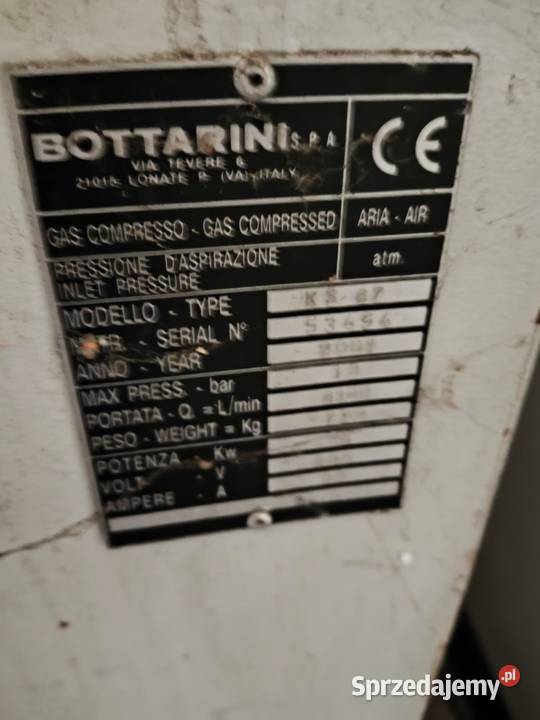 BOTTARINI S.P.A.
VIA TEVERE 6
21015 LONATE P. (VA) ITALY
CE
GAS COMPRESSO - GAS COMPRESSED ARIA - AIR
PRESSIONE D'ASPIRAZIONE
INLET PRESSURE atm.
MODELLO - TYPE
SERIAL N°
ANNO - YEAR
MAX PRESS. - bar
PORTATA - Q. = L/min
PESO - WEIGHT = Kg
POTENZA - Kw
VOLT - V
AMPERE - A
Sprzedajemy.pl